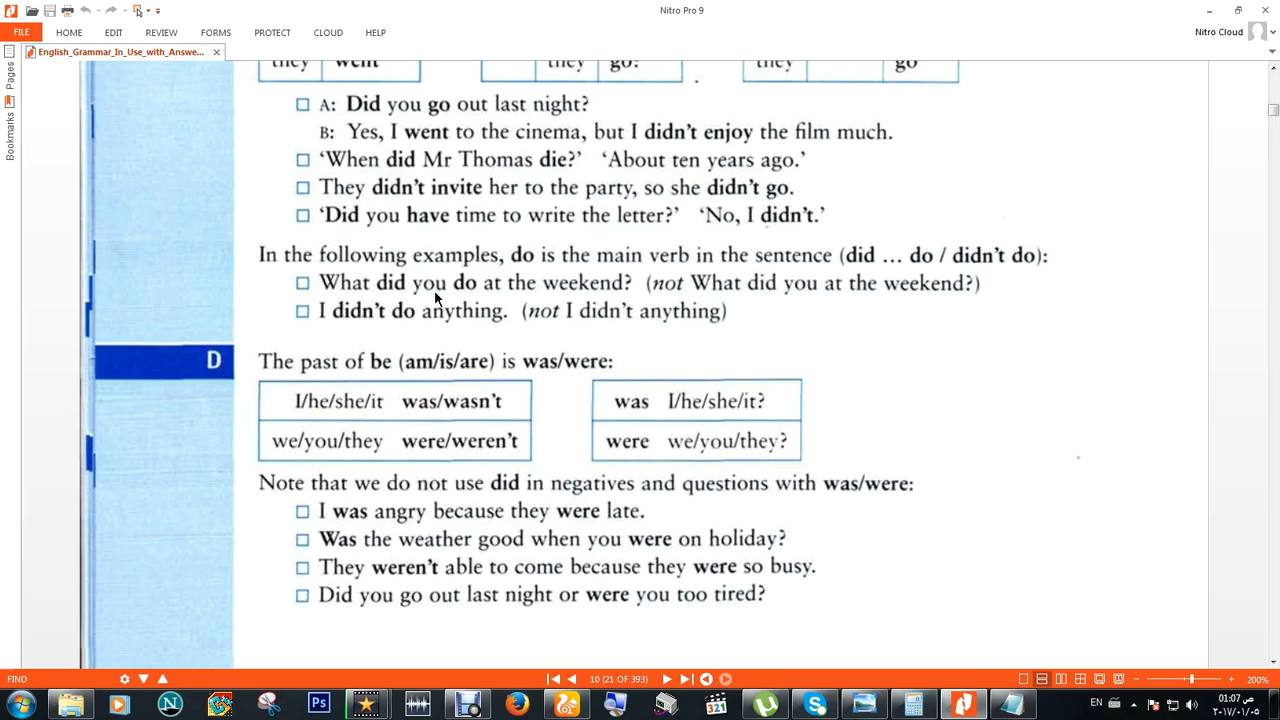 Nitro Pro 9
FILE HOME EDIT REVIEW FORMS PROTECT CLOUD HELP Nitro Cloud
English_Grammar_In_Use_with_Answe...
Pages
Bookmarks
they went they go? they go
A: Did you go out last night?
B: Yes, I went to the cinema, but I didn't enjoy the film much.
'When did Mr Thomas die?' 'About ten years ago.'
They didn't invite her to the party, so she didn't go.
'Did you have time to write the letter?' 'No, I didn't.'
In the following examples, do is the main verb in the sentence (did ... do / didn't do):
What did you do at the weekend? (not What did you at the weekend?)
I didn't do anything. (not I didn't anything)
D The past of be (am/is/are) is was/were:
I/he/she/it was/wasn't was I/he/she/it?
we/you/they were/weren't were we/you/they?
Note that we do not use did in negatives and questions with was/were:
I was angry because they were late.
Was the weather good when you were on holiday?
They weren't able to come because they were so busy.
Did you go out last night or were you too tired?
FIND 10 (21 OF 393) 200%
Ps 321 EN 01:07 ص
٢٠١٧/٠١/٠٥